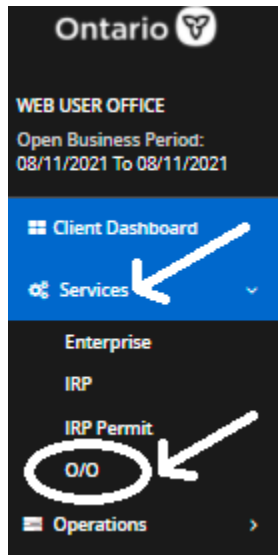 Ontario
WEB USER OFFICE
Open Business Period:
08/11/2021 To 08/11/2021
Client Dashboard
Services
Enterprise
IRP
IRP Permit
O/O
Operations